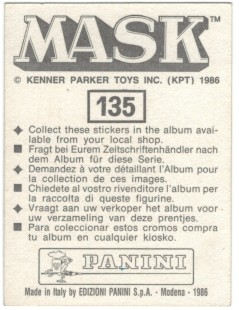 MASK™
© KENNER PARKER TOYS INC. (KPT) 1986
135
Collect these stickers in the album avai-
lable from your local shop.
Fragt bei Eurem Zeitschriftenhändler nach
dem Album für diese Serie.
Demandez à votre détaillant l'Album pour
la collection de ces images.
Chiedete al vostro rivenditore l'album per
la raccolta di queste figurine.
Vraagt aan uw verkoper het album voor
uw verzameling van deze prentjes.
Para coleccionar estos cromos compra
tu album en cualquier kiosko.
PANINI
Made in Italy by EDIZIONI PANINI S.p.A. - Modena - 1986